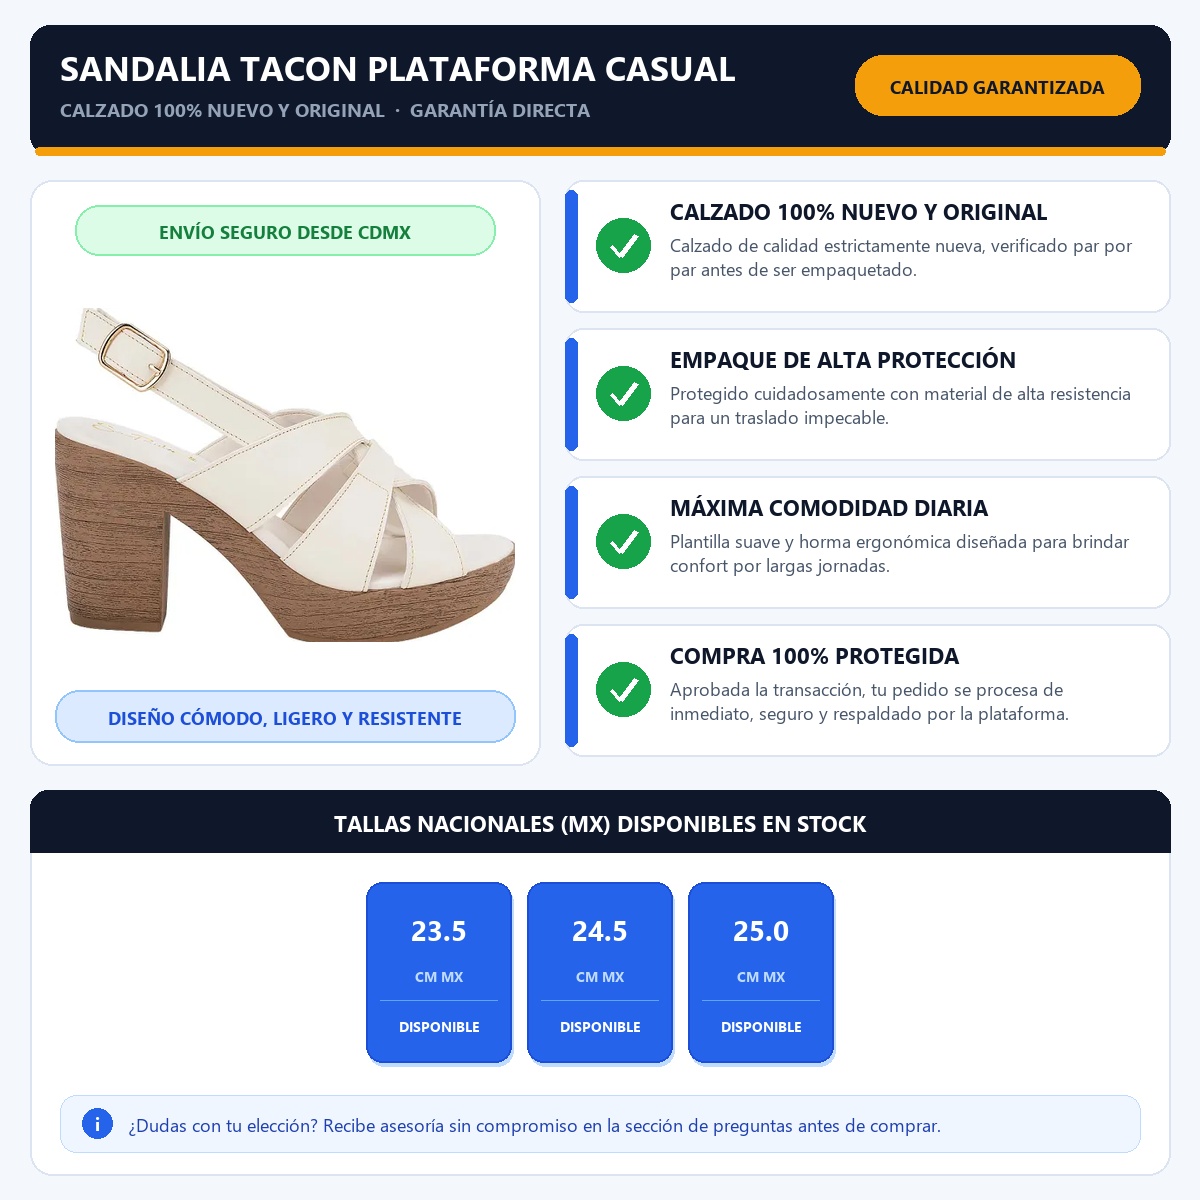 SANDALIA TACON PLATAFORMA CASUAL
CALZADO 100% NUEVO Y ORIGINAL · GARANTÍA DIRECTA
CALIDAD GARANTIZADA
ENVÍO SEGURO DESDE CDMX
DISEÑO CÓMODO, LIGERO Y RESISTENTE
CALZADO 100% NUEVO Y ORIGINAL
Calzado de calidad estrictamente nueva, verificado par por
par antes de ser empaquetado.
EMPAQUE DE ALTA PROTECCIÓN
Protegido cuidadosamente con material de alta resistencia
para un traslado impecable.
MÁXIMA COMODIDAD DIARIA
Plantilla suave y horma ergonómica diseñada para brindar
confort por largas jornadas.
COMPRA 100% PROTEGIDA
Aprobada la transacción, tu pedido se procesa de
inmediato, seguro y respaldado por la plataforma.
TALLAS NACIONALES (MX) DISPONIBLES EN STOCK
23.5
CM MX
DISPONIBLE
24.5
CM MX
DISPONIBLE
25.0
CM MX
DISPONIBLE
¿Dudas con tu elección? Recibe asesoría sin compromiso en la sección de preguntas antes de comprar.